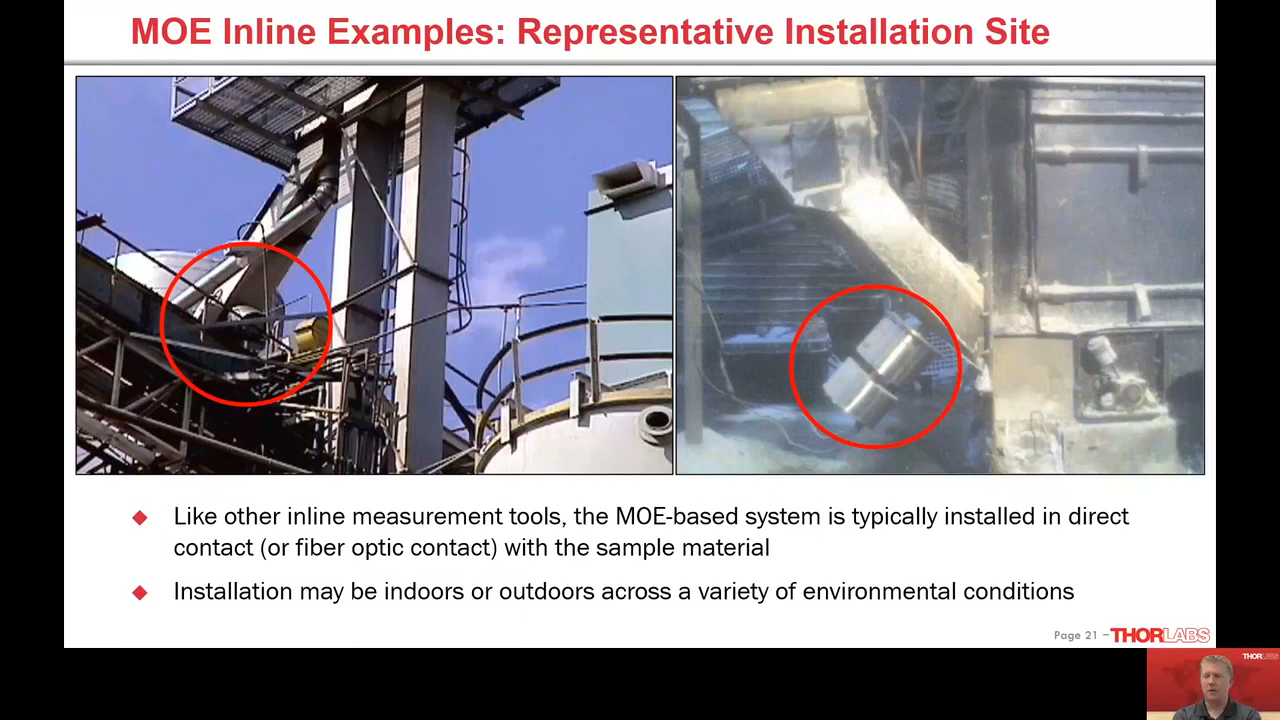 MOE Inline Examples: Representative Installation Site
Like other inline measurement tools, the MOE-based system is typically installed in direct
contact (or fiber optic contact) with the sample material
Installation may be indoors or outdoors across a variety of environmental conditions
Page 21 – THORLABS
THORLABS